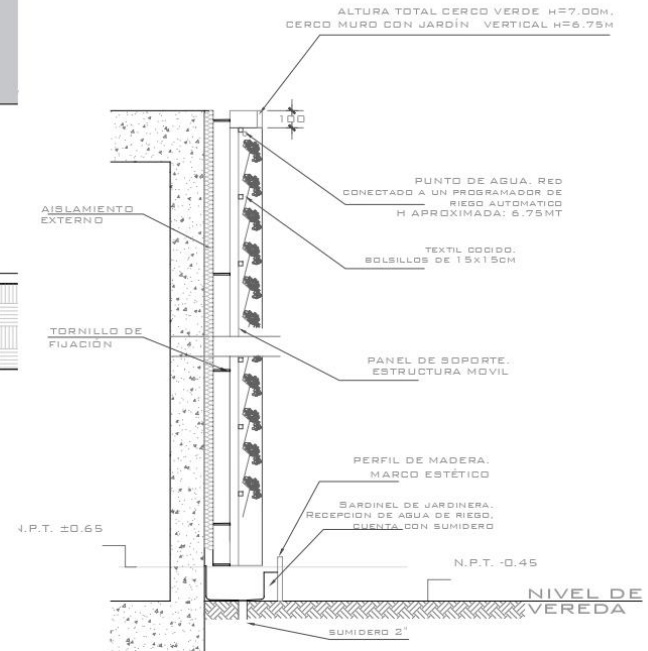 ALTURA TOTAL CERCO VERDE H=7.00M,
CERCO MURO CON JARDÍN VERTICAL H=6.75M
100
PUNTO DE AGUA. RED
CONECTADO A UN PROGRAMADOR DE
RIEGO AUTOMATICO
H APROXIMADA: 6.75MT
AISLAMIENTO
EXTERNO
TEXTIL COCIDO.
BOLSILLOS DE 15X15CM
TORNILLO DE
FIJACIÓN
PANEL DE SOPORTE.
ESTRUCTURA MOVIL
PERFIL DE MADERA.
MARCO ESTÉTICO
SARDINEL DE JARDINERA.
RECEPCION DE AGUA DE RIEGO,
CUENTA CON SUMIDERO
N.P.T. ±0.65
N.P.T. -0.45
NIVEL DE
VEREDA
SUMIDERO 2"